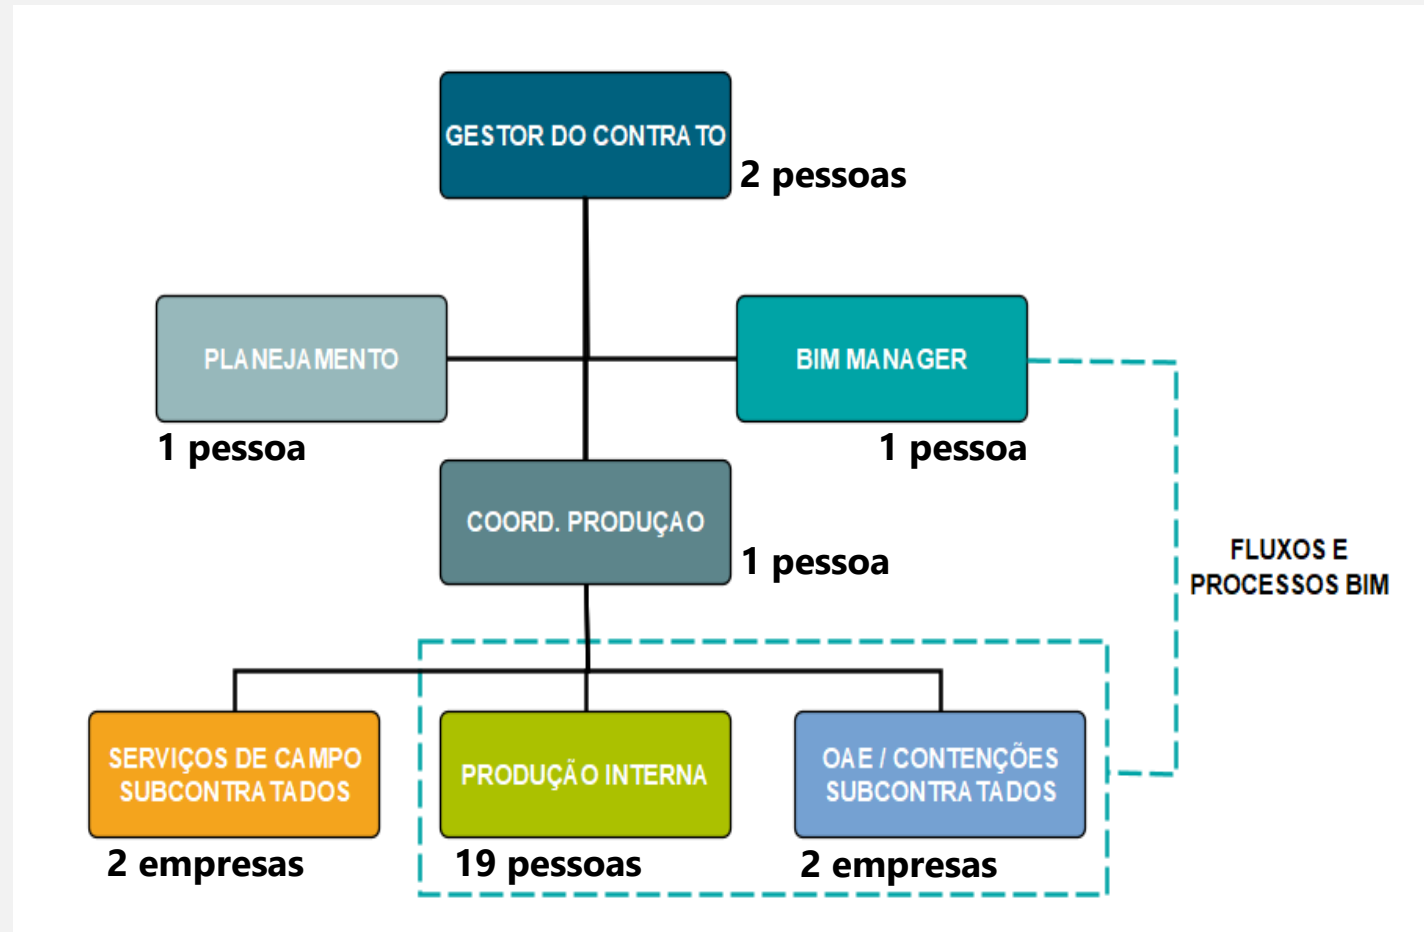 GESTOR DO CONTRATO
2 pessoas
PLANEJAMENTO
BIM MANAGER
1 pessoa
1 pessoa
COORD. PRODUÇAO
1 pessoa
FLUXOS E
PROCESSOS BIM
SERVIÇOS DE CAMPO
SUBCONTRATADOS
PRODUÇÃO INTERNA
OAE / CONTENÇÕES
SUBCONTRATADOS
2 empresas
19 pessoas
2 empresas